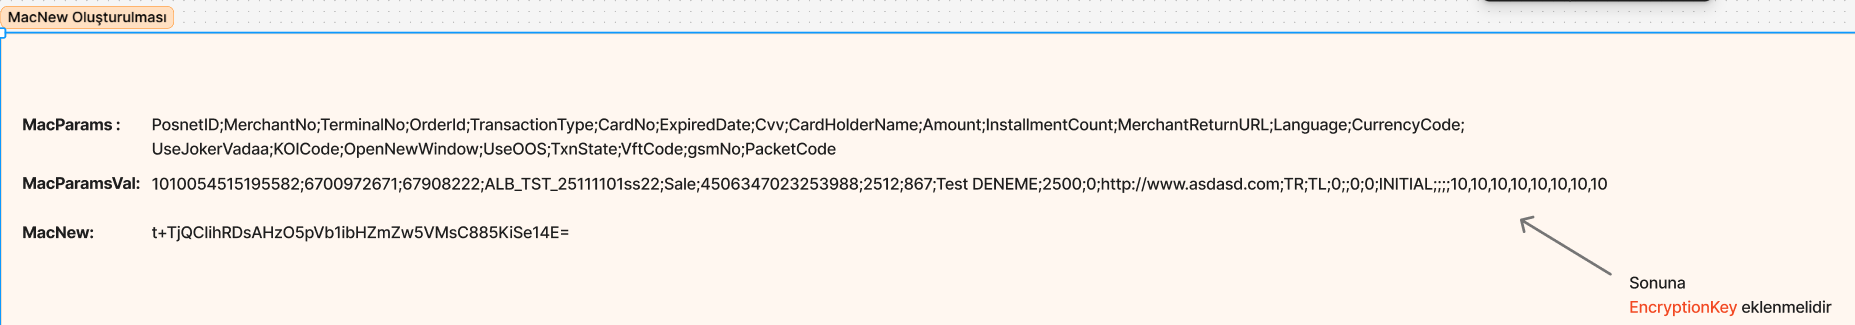 MacNew Oluşturulması
MacParams : PosnetID;MerchantNo;TerminalNo;OrderId;TransactionType;CardNo;ExpiredDate;Cvv;CardHolderName;Amount;InstallmentCount;MerchantReturnURL;Language;CurrencyCode;
UseJokerVadaa;KOICode;OpenNewWindow;UseOOS;TxnState;VftCode;gsmNo;PacketCode
MacParamsVal: 1010054515195582;6700972671;67908222;ALB_TST_25111101ss22;Sale;4506347023253988;2512;867;Test DENEME;2500;0;http://www.asdasd.com;TR;TL;0;;0;0;INITIAL;;;;10,10,10,10,10,10,10,10
MacNew: t+TjQClihRDsAHzO5pVb1ibHZmZw5VMsC885KiSe14E=
Sonuna
EncryptionKey eklenmelidir